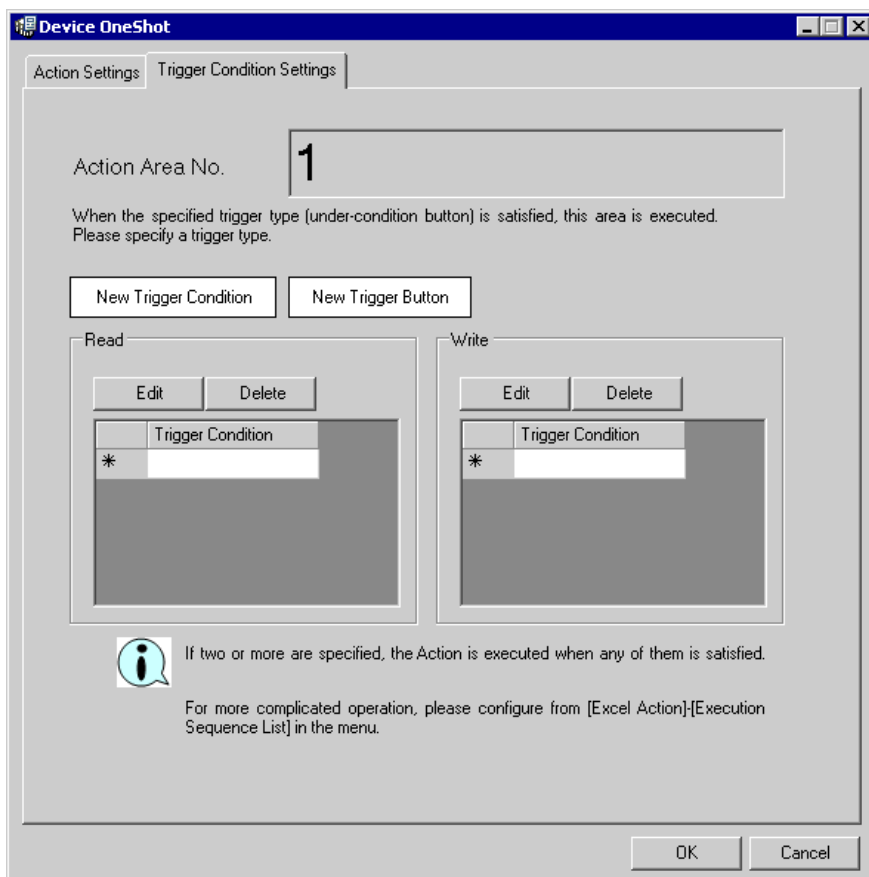 Device OneShot
Action Settings
Trigger Condition Settings
Action Area No.
1
When the specified trigger type (under-condition button) is satisfied, this area is executed.
Please specify a trigger type.
New Trigger Condition
New Trigger Button
Read
Write
Edit
Delete
Edit
Delete
Trigger Condition
Trigger Condition
*
*
If two or more are specified, the Action is executed when any of them is satisfied.
For more complicated operation, please configure from [Excel Action]-[Execution
Sequence List] in the menu.
OK
Cancel